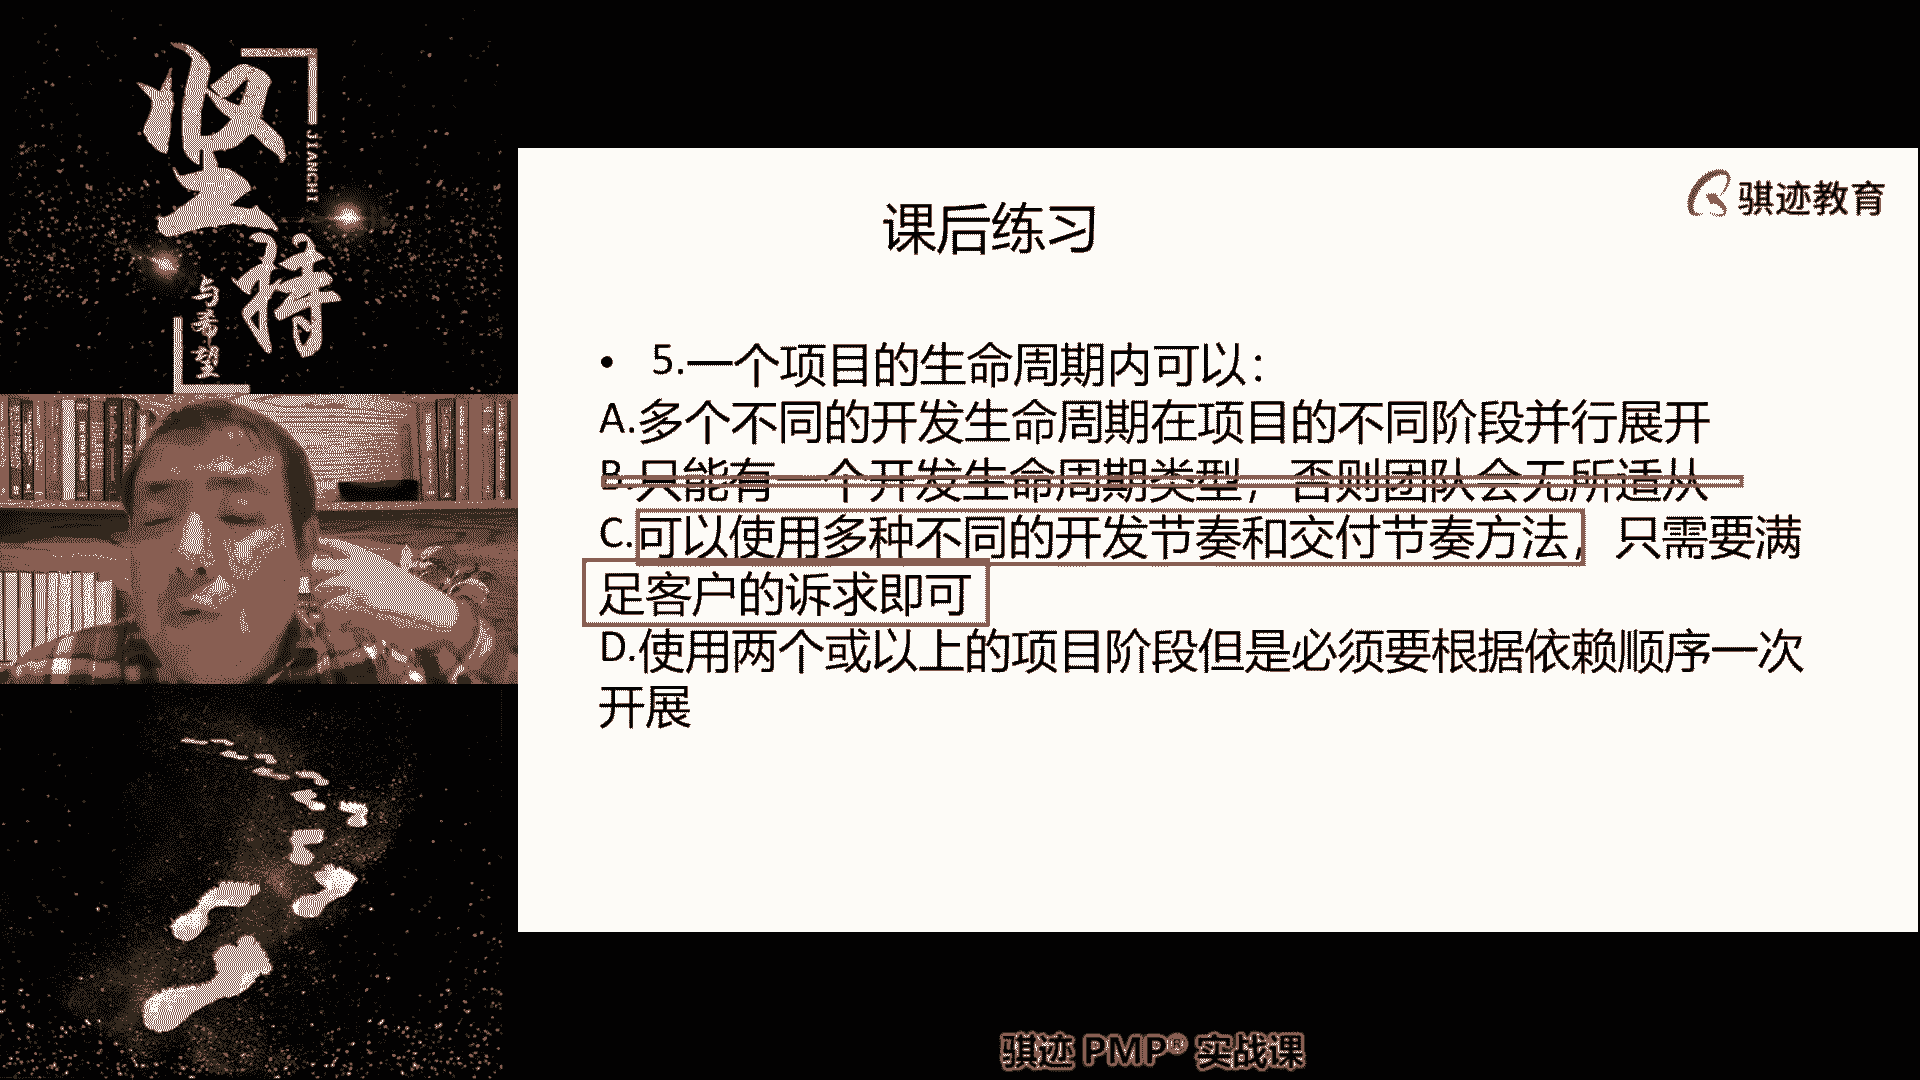 坚持
JIANCHI
与希望
骐迹教育
课后练习
• 5.一个项目的生命周期内可以：
A.多个不同的开发生命周期在项目的不同阶段并行展开
B.只能有一个开发生命周期类型，否则团队会无所适从
C.可以使用多种不同的开发节奏和交付节奏方法，只需要满
足客户的诉求即可
D.使用两个或以上的项目阶段但是必须要根据依赖顺序一次
开展
骐迹 PMP® 实战课